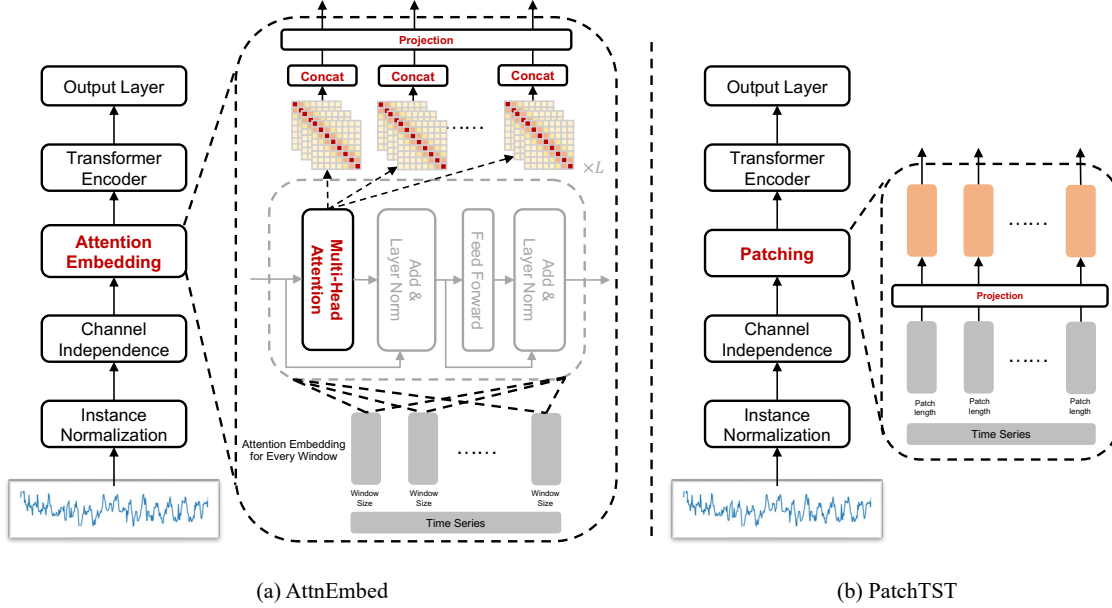 Output Layer
Transformer
Encoder
Attention
Embedding
Channel
Independence
Instance
Normalization
Projection
Concat
Concat
Concat
......
×L
Multi-Head
Attention
Add &
Layer Norm
Feed Forward
Add &
Layer Norm
Attention Embedding
for Every Window
......
Window
Size
Window
Size
Window
Size
Time Series
(a) AttnEmbed
Output Layer
Transformer
Encoder
Patching
Channel
Independence
Instance
Normalization
......
Projection
......
Patch
length
Patch
length
Patch
length
Time Series
(b) PatchTST